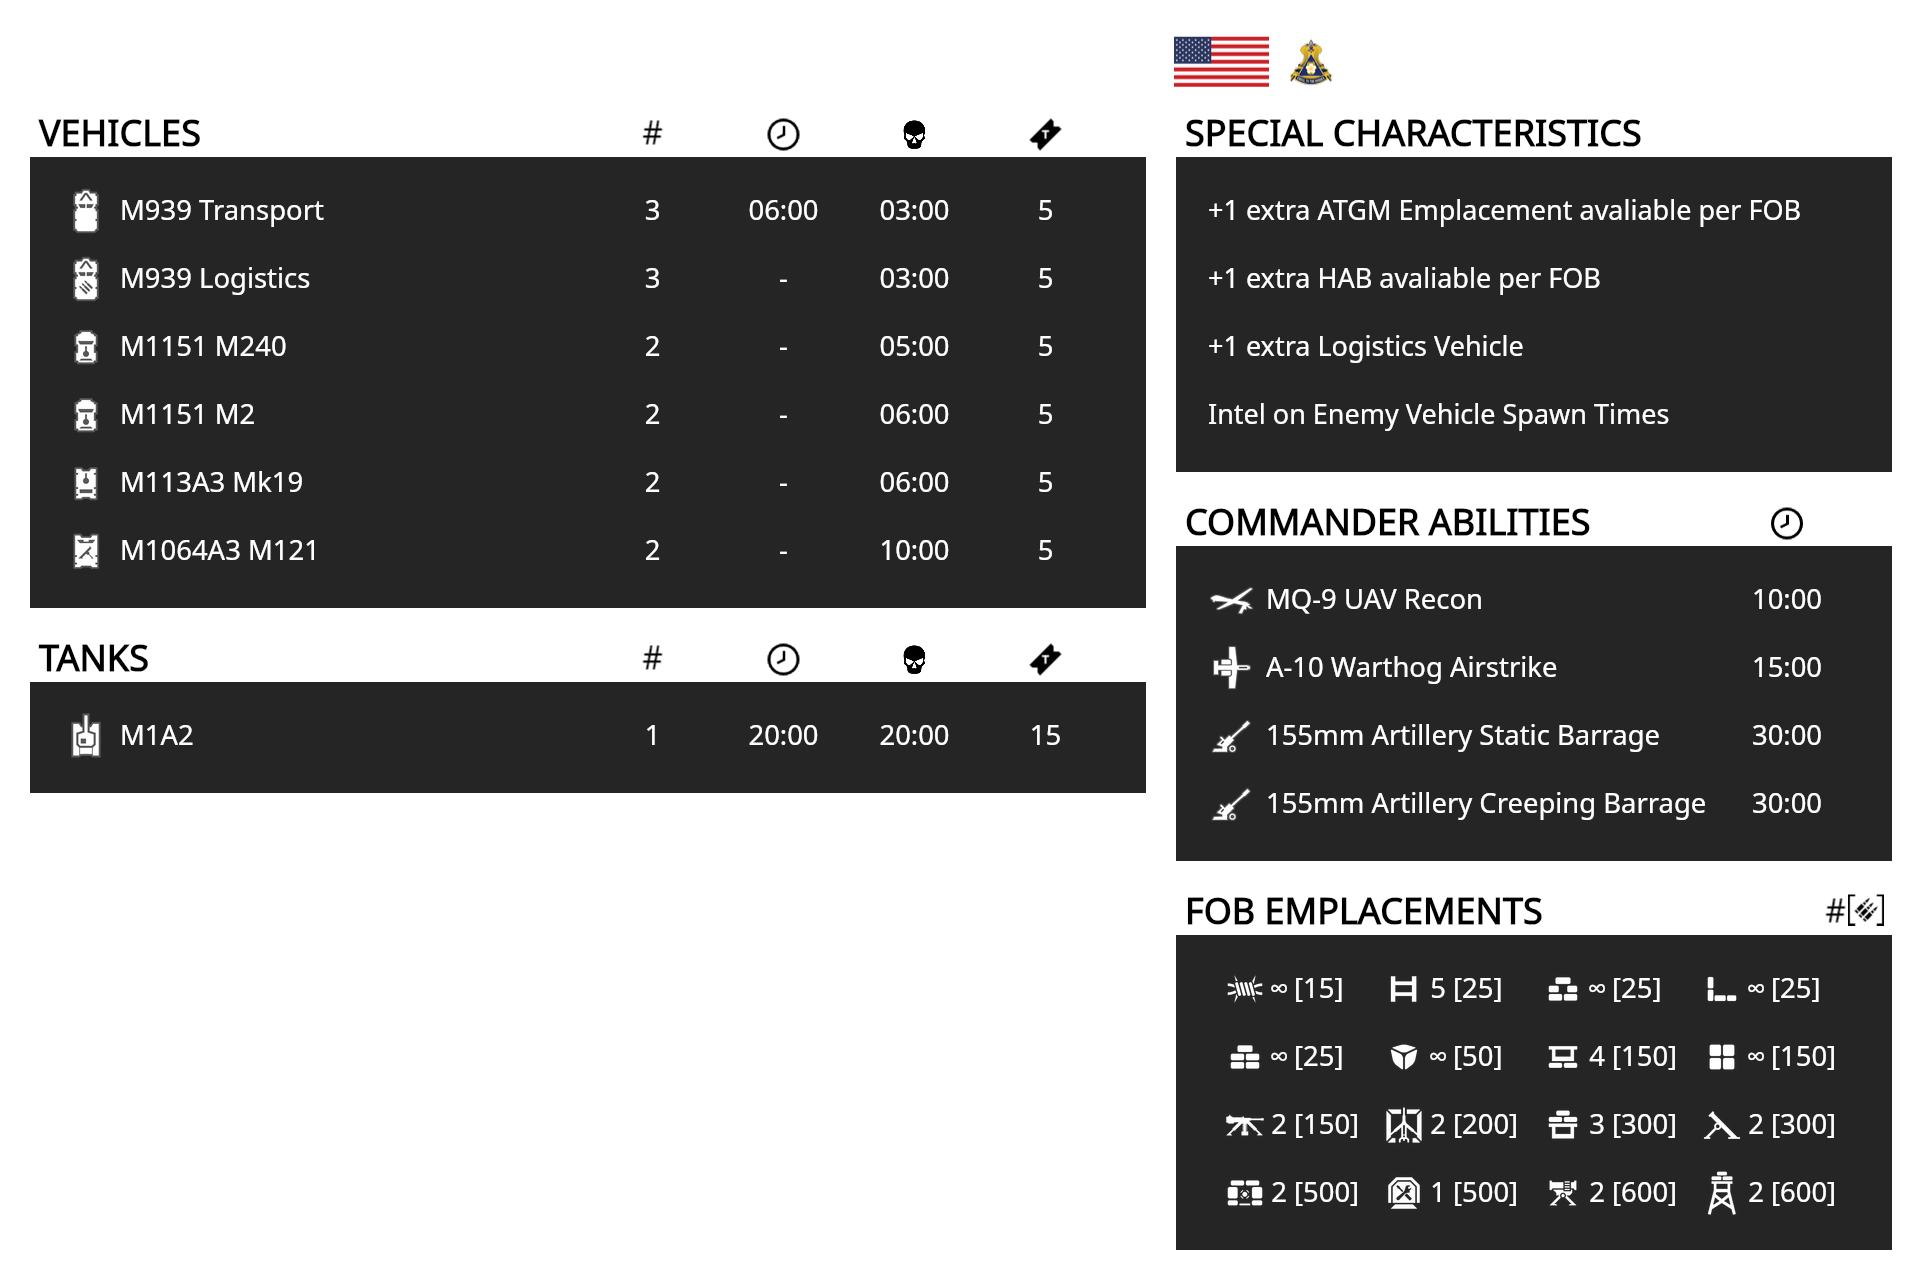 VEHICLES #
M939 Transport 3 06:00 03:00 5
M939 Logistics 3 - 03:00 5
M1151 M240 2 - 05:00 5
M1151 M2 2 - 06:00 5
M113A3 Mk19 2 - 06:00 5
M1064A3 M121 2 - 10:00 5
TANKS #
M1A2 1 20:00 20:00 15
SPECIAL CHARACTERISTICS
+1 extra ATGM Emplacement avaliable per FOB
+1 extra HAB avaliable per FOB
+1 extra Logistics Vehicle
Intel on Enemy Vehicle Spawn Times
COMMANDER ABILITIES
MQ-9 UAV Recon 10:00
A-10 Warthog Airstrike 15:00
155mm Artillery Static Barrage 30:00
155mm Artillery Creeping Barrage 30:00
FOB EMPLACEMENTS #[]
∞ [15] 5 [25] ∞ [25] ∞ [25]
∞ [25] ∞ [50] 4 [150] ∞ [150]
2 [150] 2 [200] 3 [300] 2 [300]
2 [500] 1 [500] 2 [600] 2 [600]